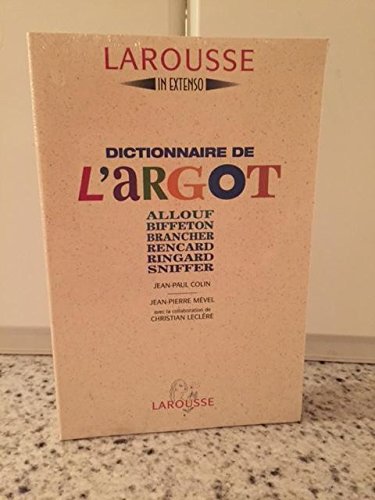 LAROUSSE
IN EXTENSO
DICTIONNAIRE DE
L'ARGOT
ALLOUF
BIFFETON
BRANCHER
RENCARD
RINGARD
SNIFFER
JEAN-PAUL COLIN
JEAN-PIERRE MÉVEL
avec la collaboration de
CHRISTIAN LECLÈRE
LAROUSSE